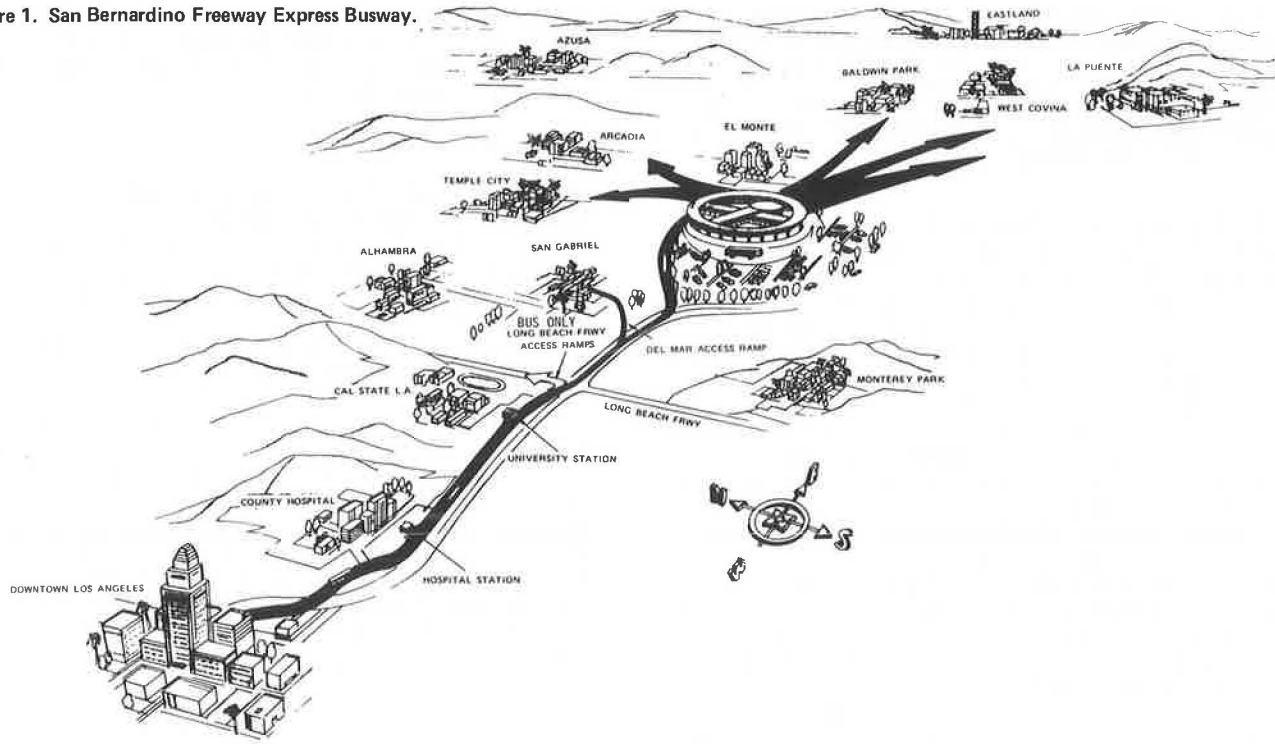 re 1. San Bernardino Freeway Express Busway.
EASTLAND
AZUSA
LA PUENTE
BALDWIN PARK
WEST COVINA
EL MONTE
ARCADIA
TEMPLE CITY
SAN GABRIEL
ALHAMBRA
BUS ONLY
LONG BEACH FRWY
ACCESS RAMPS
DEL MAR ACCESS RAMP
MONTEREY PARK
CAL STATE L.A.
LONG BEACH FRWY
UNIVERSITY STATION
COUNTY HOSPITAL
S
HOSPITAL STATION
DOWNTOWN LOS ANGELES